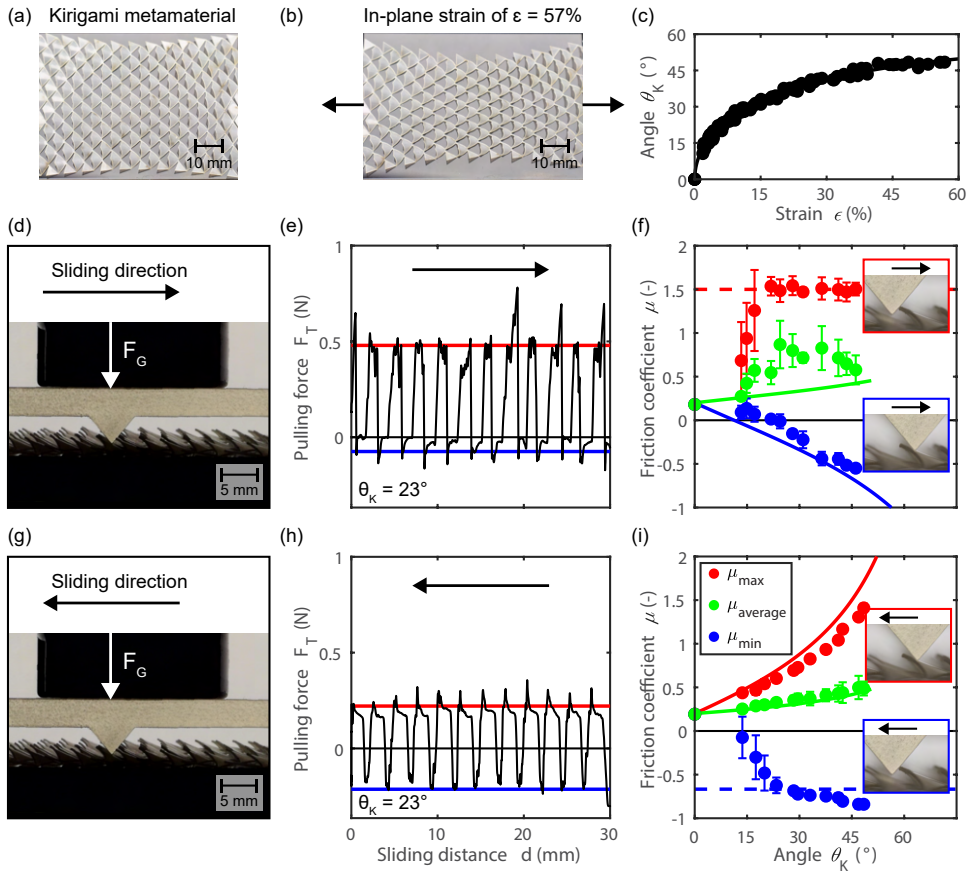 (a) Kirigami metamaterial
10 mm
(b) In-plane strain of ε = 57%
10 mm
(c)
Angle θK (°)
45
30
15
0
15 30 45 60
Strain ϵ (%)
(d)
Sliding direction
FG
5 mm
(e)
Pulling force FT (N)
1
0.5
0
θK = 23°
(f)
Friction coefficient μ (-)
2
1.5
1
0.5
0
-0.5
-1
(g)
Sliding direction
FG
5 mm
(h)
Pulling force FT (N)
1
0.5
0
θK = 23°
0 10 20 30
Sliding distance d (mm)
(i)
Friction coefficient μ (-)
2
1.5
1
0.5
0
-0.5
-1
μmax
μaverage
μmin
0 15 30 45 60
Angle θK (°)